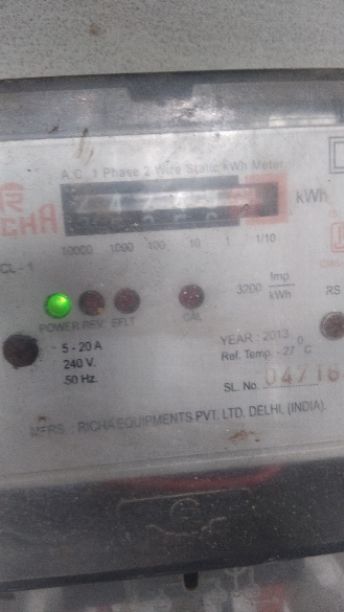 A.C. 1 Phase 2 Wire Static kWh Meter
रि
CHA
kWh
10000 1000 100 10 1 1/10
CL - 1
3200 Imp. kWh
POWER REV EFLT CAL
RS
5 - 20 A
240 V.
50 Hz.
YEAR : 2013
Ref. Temp. - 27°C
SL. No. 04718
MFRS : RICHA EQUIPMENTS PVT. LTD. DELHI, (INDIA).